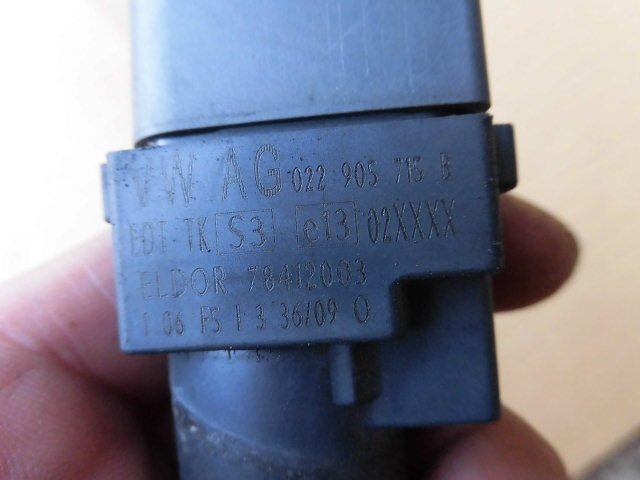 VW AG 022 905 715 B
EDT TK S3 e13 02XXXX
ELDOR 78412003
1 06 F5 1 3 36/09 O